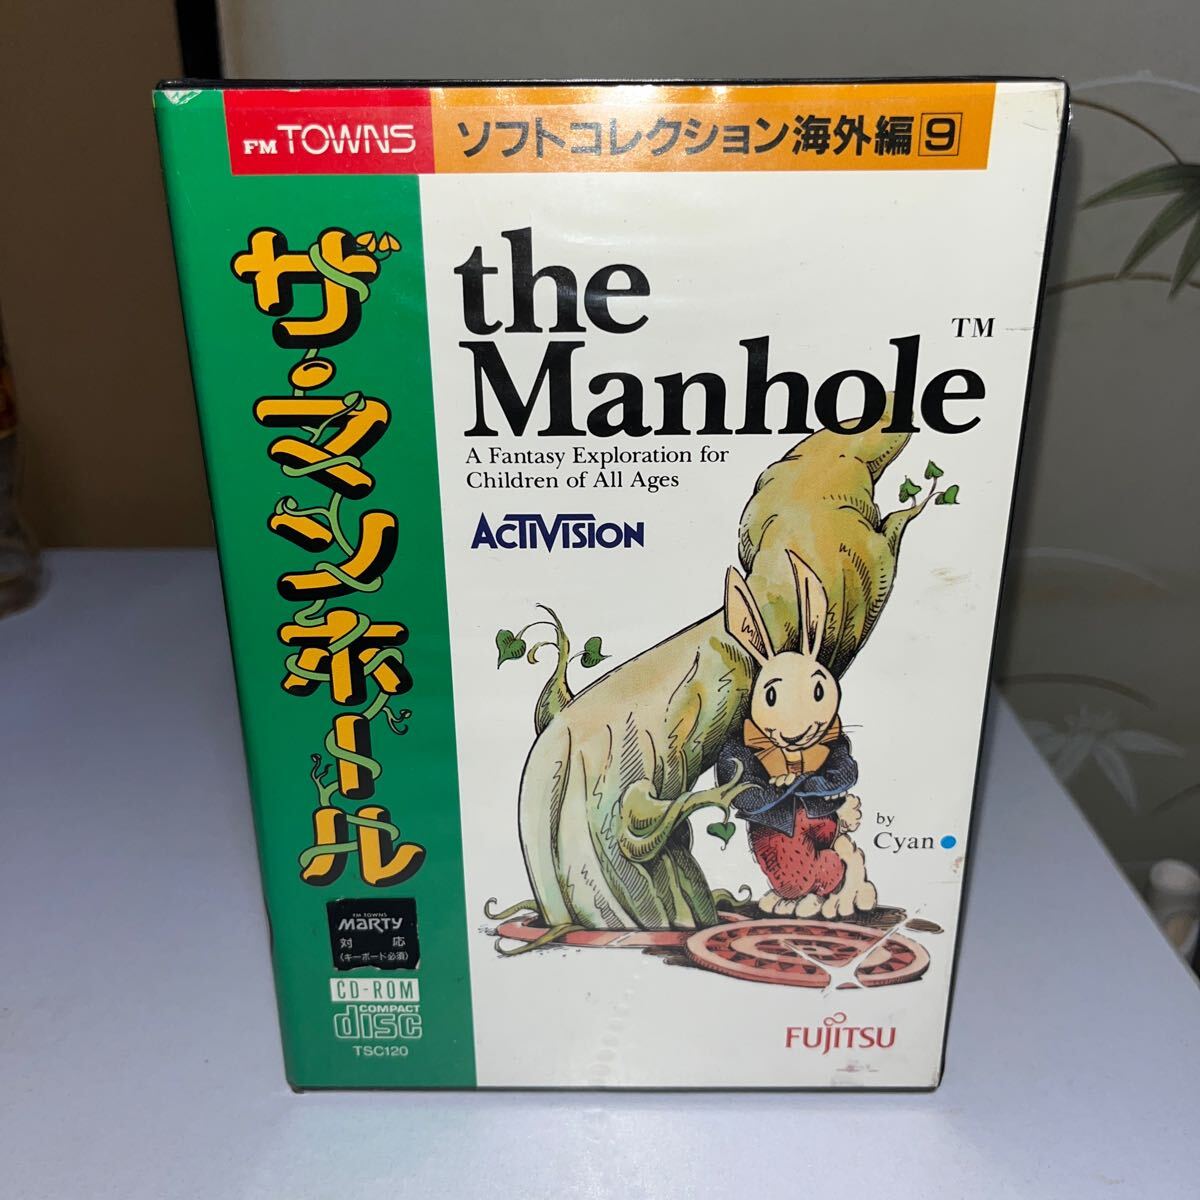 FM TOWNS
ソフトコレクション海外編9
ザ・マンホール
the
Manhole™
A Fantasy Exploration for
Children of All Ages
ACTIVISION
by
Cyan
FM TOWNS
MARTY
対 応
(キーボード必須)
CD-ROM
COMPACT
disc
TSC120
FUJITSU